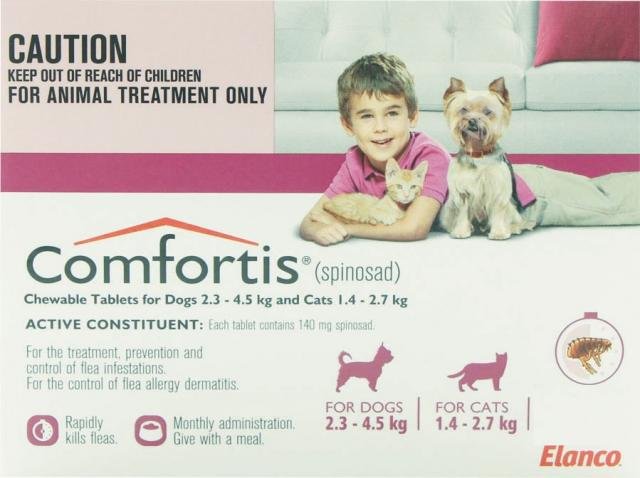 CAUTION
KEEP OUT OF REACH OF CHILDREN
FOR ANIMAL TREATMENT ONLY
Comfortis® (spinosad)
Chewable Tablets for Dogs 2.3 - 4.5 kg and Cats 1.4 - 2.7 kg
ACTIVE CONSTITUENT: Each tablet contains 140 mg spinosad.
For the treatment, prevention and
control of flea infestations.
For the control of flea allergy dermatitis.
Rapidly
kills fleas.
Monthly administration.
Give with a meal.
FOR DOGS
2.3 - 4.5 kg
FOR CATS
1.4 - 2.7 kg
Elanco